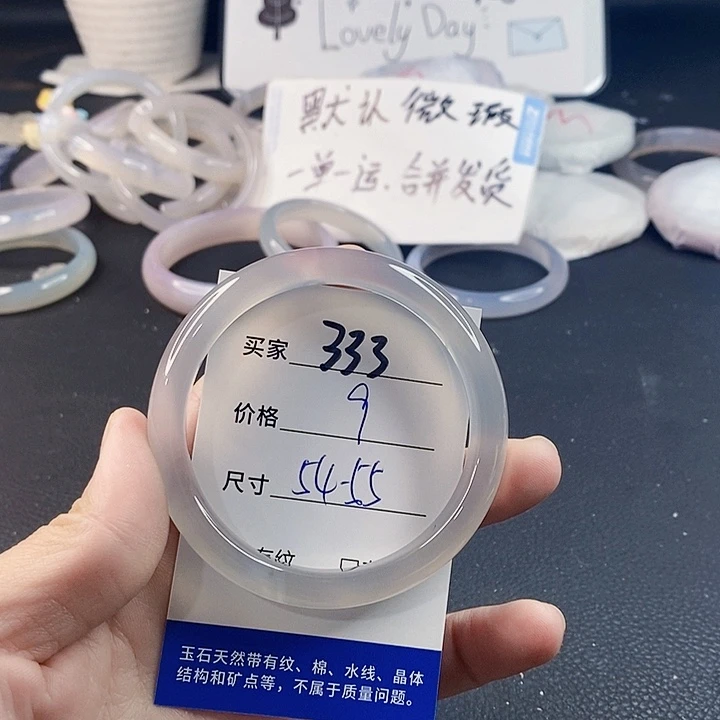 Lovely Day
默认微瑕
一单一运.合并发货
买家 333
价格 9
尺寸 54-55
有纹
玉石天然带有纹、棉、水线、晶体
结构和矿点等，不属于质量问题。